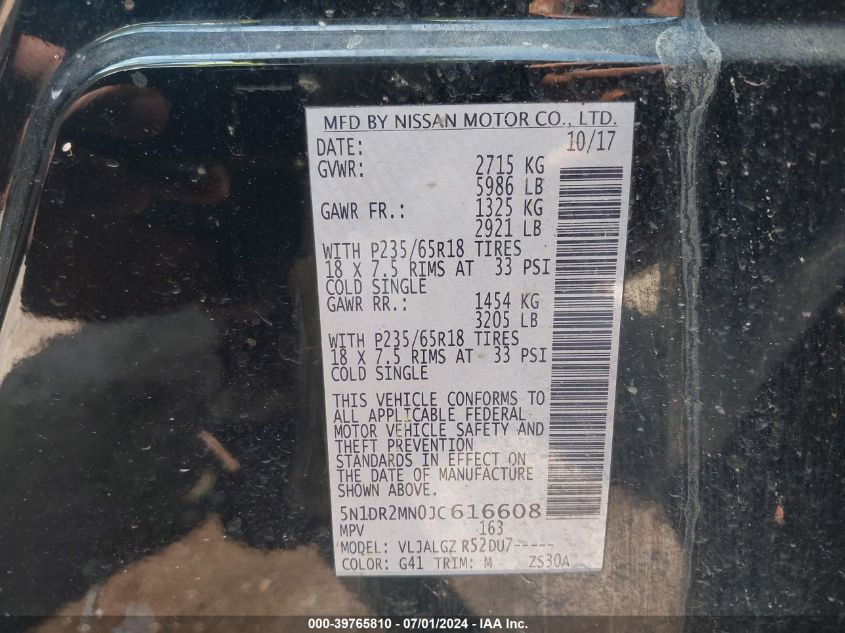 MFD BY NISSAN MOTOR CO., LTD.
DATE: 10/17
GVWR: 2715 KG
5986 LB
GAWR FR.: 1325 KG
2921 LB
WITH P235/65R18 TIRES
18 X 7.5 RIMS AT 33 PSI
COLD SINGLE
GAWR RR.: 1454 KG
3205 LB
WITH P235/65R18 TIRES
18 X 7.5 RIMS AT 33 PSI
COLD SINGLE
THIS VEHICLE CONFORMS TO
ALL APPLICABLE FEDERAL
MOTOR VEHICLE SAFETY AND
THEFT PREVENTION
STANDARDS IN EFFECT ON
THE DATE OF MANUFACTURE
SHOWN ABOVE.
5N1DR2MN0JC616608
MPV 163
MODEL: VLJALGZ R52DU7-----
COLOR: G41 TRIM: M ZS30A
000-39765810 - 07/01/2024 - IAA Inc.